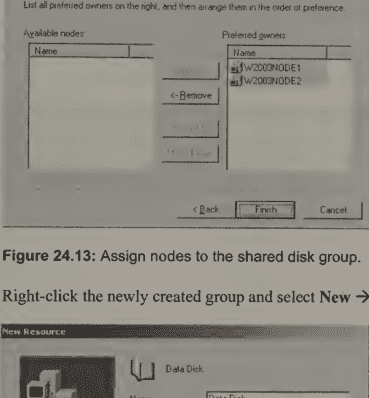 List all preferred owners on the right, and then arrange them in the order of preference.
Available nodes:
Preferred owners:
Name
Name
W2003NODE1
W2003NODE2
<- Remove
< Back
Finish
Cancel
Figure 24.13: Assign nodes to the shared disk group.
Right-click the newly created group and select New →
New Resource
Data Disk
Data Disk